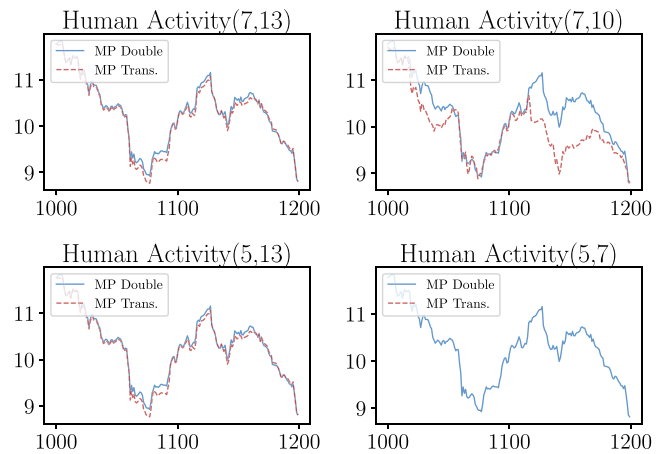 Human Activity(7,13)
MP Double
MP Trans.
11
10
9
1000
1100
1200
Human Activity(7,10)
MP Double
MP Trans.
11
10
9
1000
1100
1200
Human Activity(5,13)
MP Double
MP Trans.
11
10
9
1000
1100
1200
Human Activity(5,7)
MP Double
MP Trans.
11
10
9
1000
1100
1200